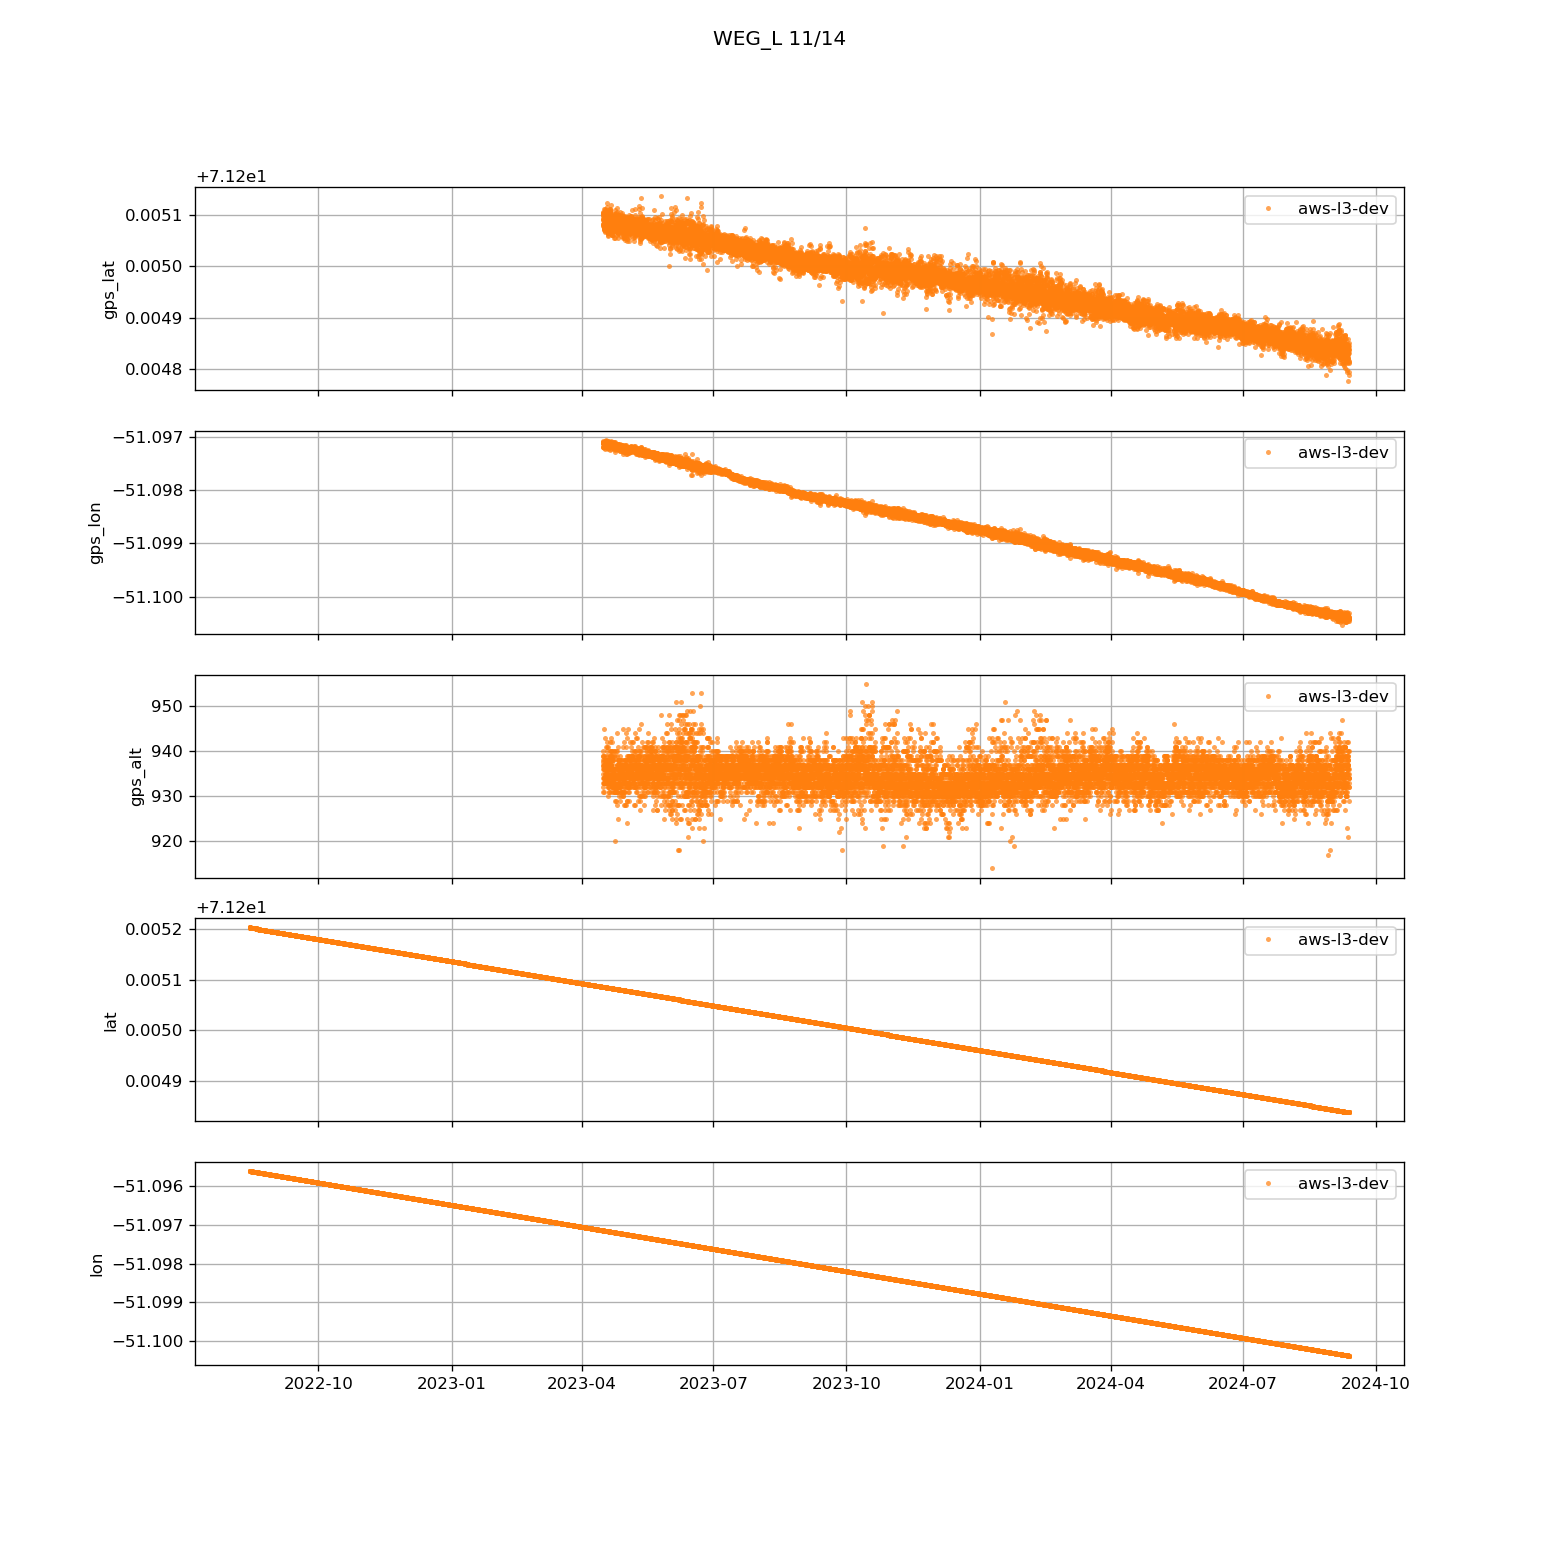 WEG_L 11/14
+7.12e1
0.0051
0.0050
0.0049
0.0048
gps_lat
aws-l3-dev
−51.097
−51.098
−51.099
−51.100
gps_lon
aws-l3-dev
950
940
930
920
gps_alt
aws-l3-dev
+7.12e1
0.0052
0.0051
0.0050
0.0049
lat
aws-l3-dev
−51.096
−51.097
−51.098
−51.099
−51.100
lon
aws-l3-dev
2022-10 2023-01 2023-04 2023-07 2023-10 2024-01 2024-04 2024-07 2024-10